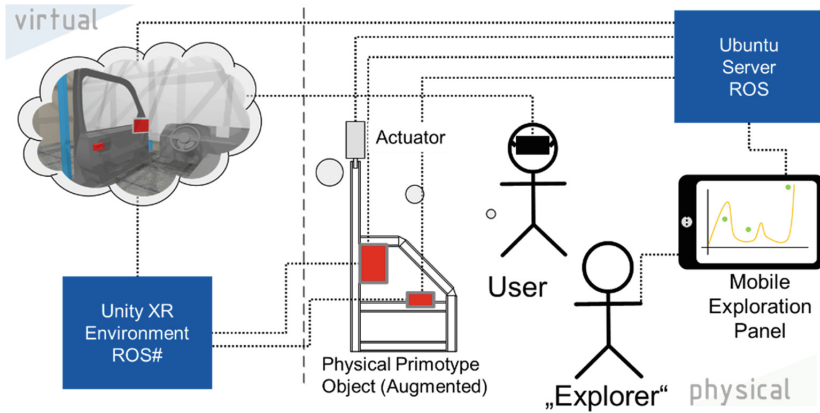 virtual
Ubuntu
Server
ROS
Actuator
User
Mobile
Exploration
Panel
Unity XR
Environment
ROS#
Physical Primotype
Object (Augmented)
„Explorer“
physical